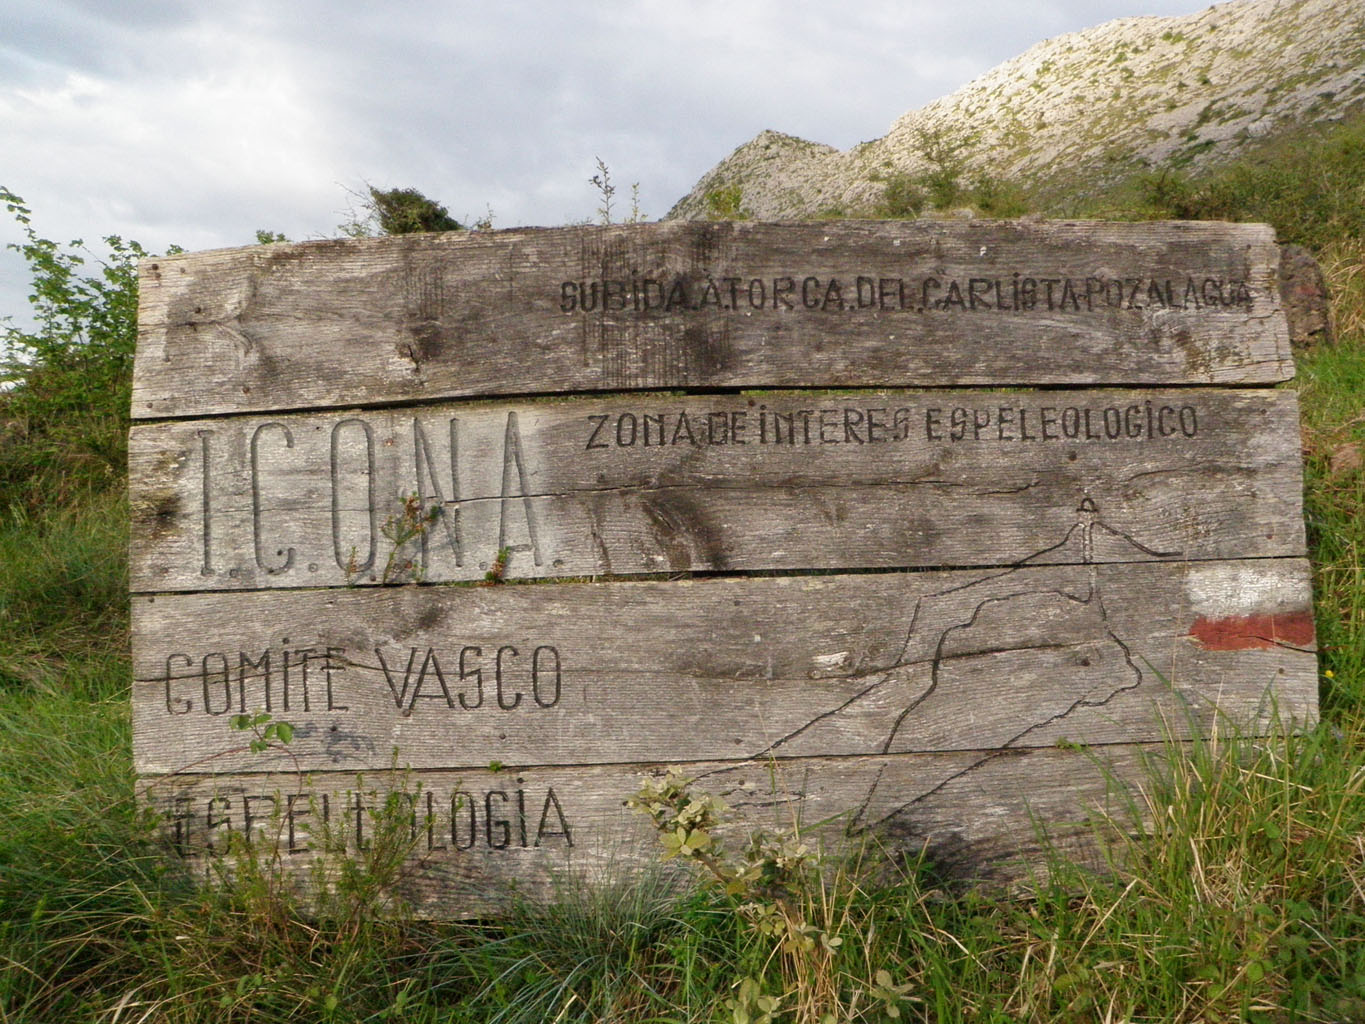 SUBiDA.A.TORCA.DEL.CARLiSTA-POZALAGUA
ZONA DE iNTERES ESPELEOLOGiCO
I.C.O.N.A.
COMiTE VASCO
ESPELEOLOGiA